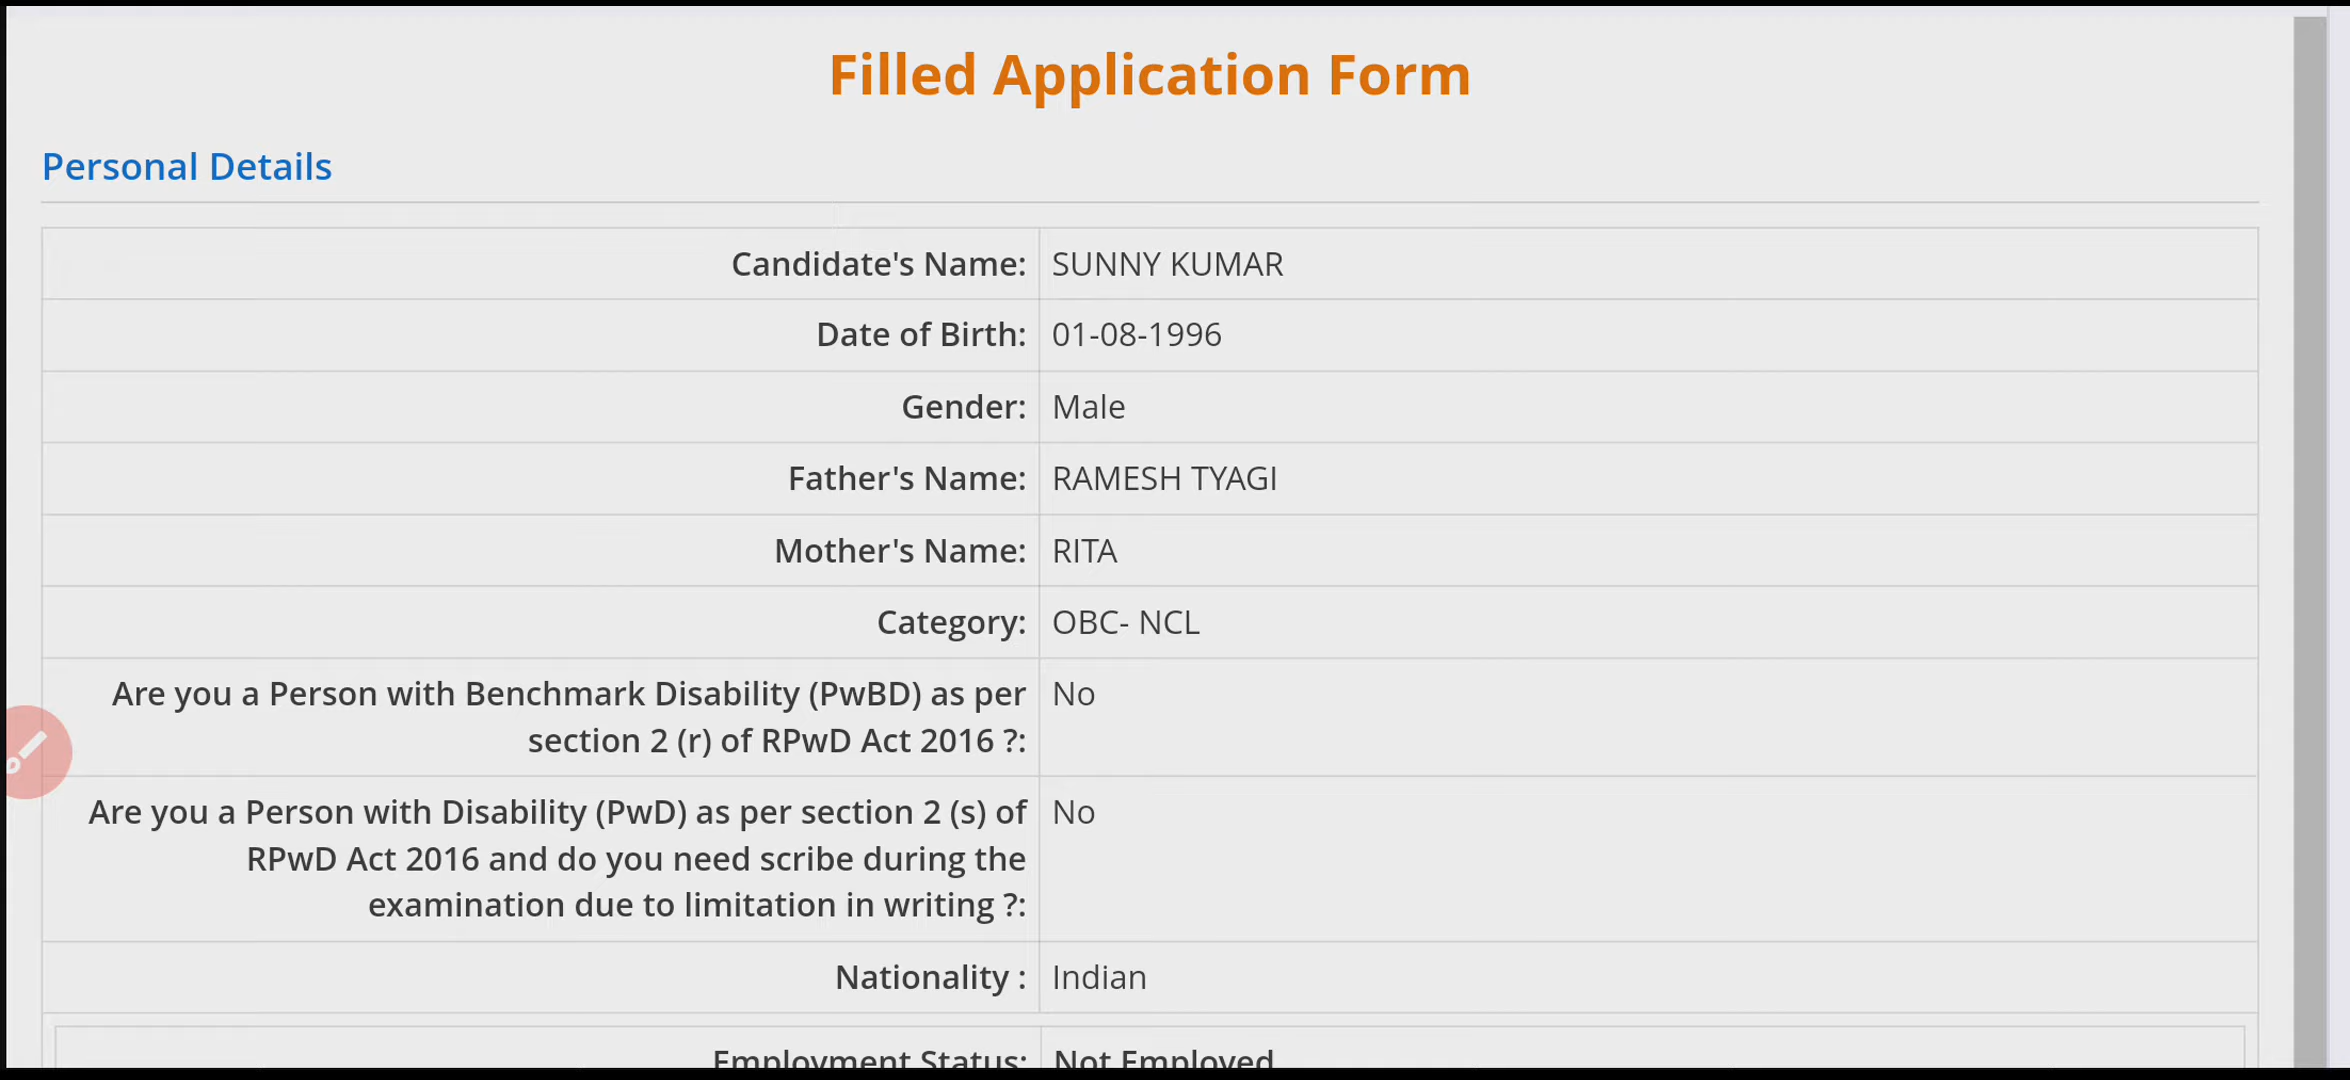 Filled Application Form
Personal Details
Candidate's Name: SUNNY KUMAR
Date of Birth: 01-08-1996
Gender: Male
Father's Name: RAMESH TYAGI
Mother's Name: RITA
Category: OBC- NCL
Are you a Person with Benchmark Disability (PwBD) as per No
section 2 (r) of RPwD Act 2016 ?:
Are you a Person with Disability (PwD) as per section 2 (s) of No
RPwD Act 2016 and do you need scribe during the
examination due to limitation in writing ?:
Nationality : Indian
Employment Status: Not Employed